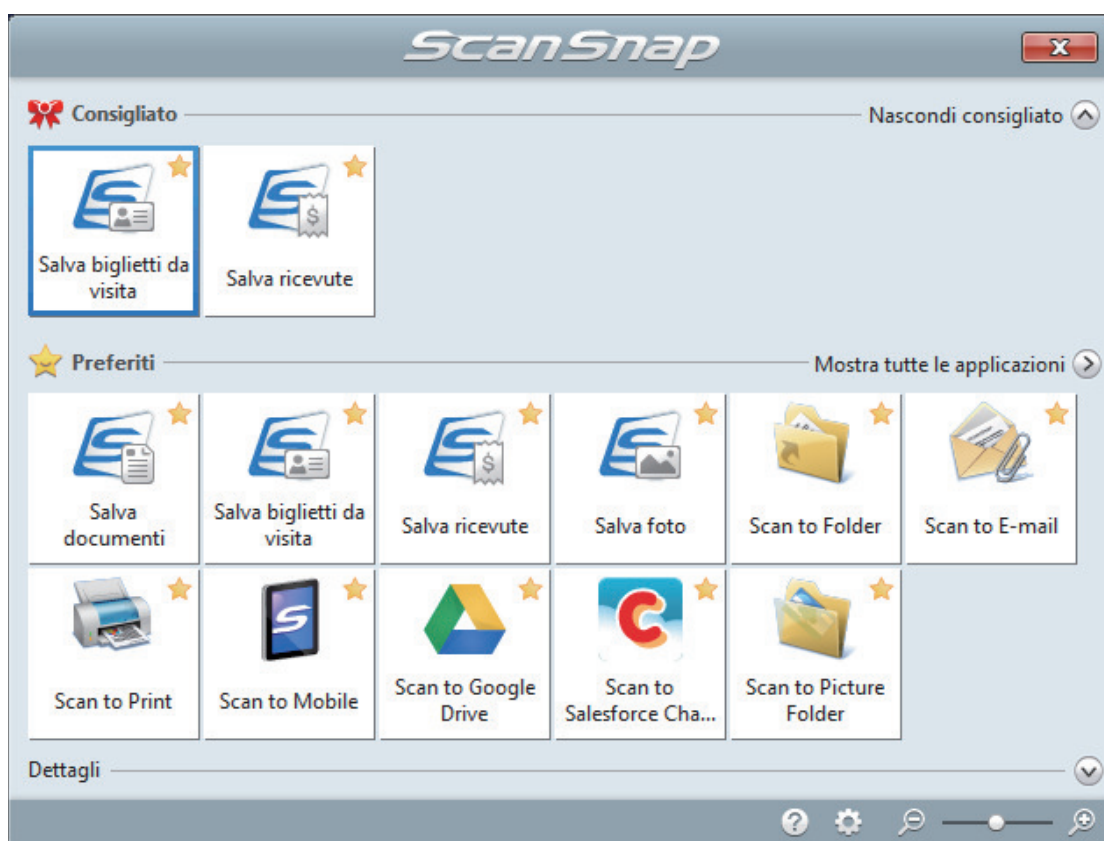 ScanSnap
Consigliato
Nascondi consigliato
Salva biglietti da
visita
Salva ricevute
Preferiti
Mostra tutte le applicazioni
Salva
documenti
Salva biglietti da
visita
Salva ricevute
Salva foto
Scan to Folder
Scan to E-mail
Scan to Print
Scan to Mobile
Scan to Google
Drive
Scan to
Salesforce Cha...
Scan to Picture
Folder
Dettagli